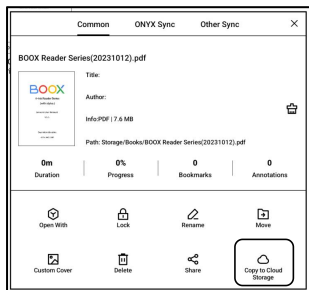 Common ONYX Sync Other Sync
BOOX Reader Series(20231012).pdf
Title:
BOOX
Author:
Info:PDF | 7.6 MB
Path: Storage/Books/BOOX Reader Series(20231012).pdf
0m 0% 0 0
Duration Progress Bookmarks Annotations
Open With Lock Rename Move
Custom Cover Delete Share Copy to Cloud
Storage